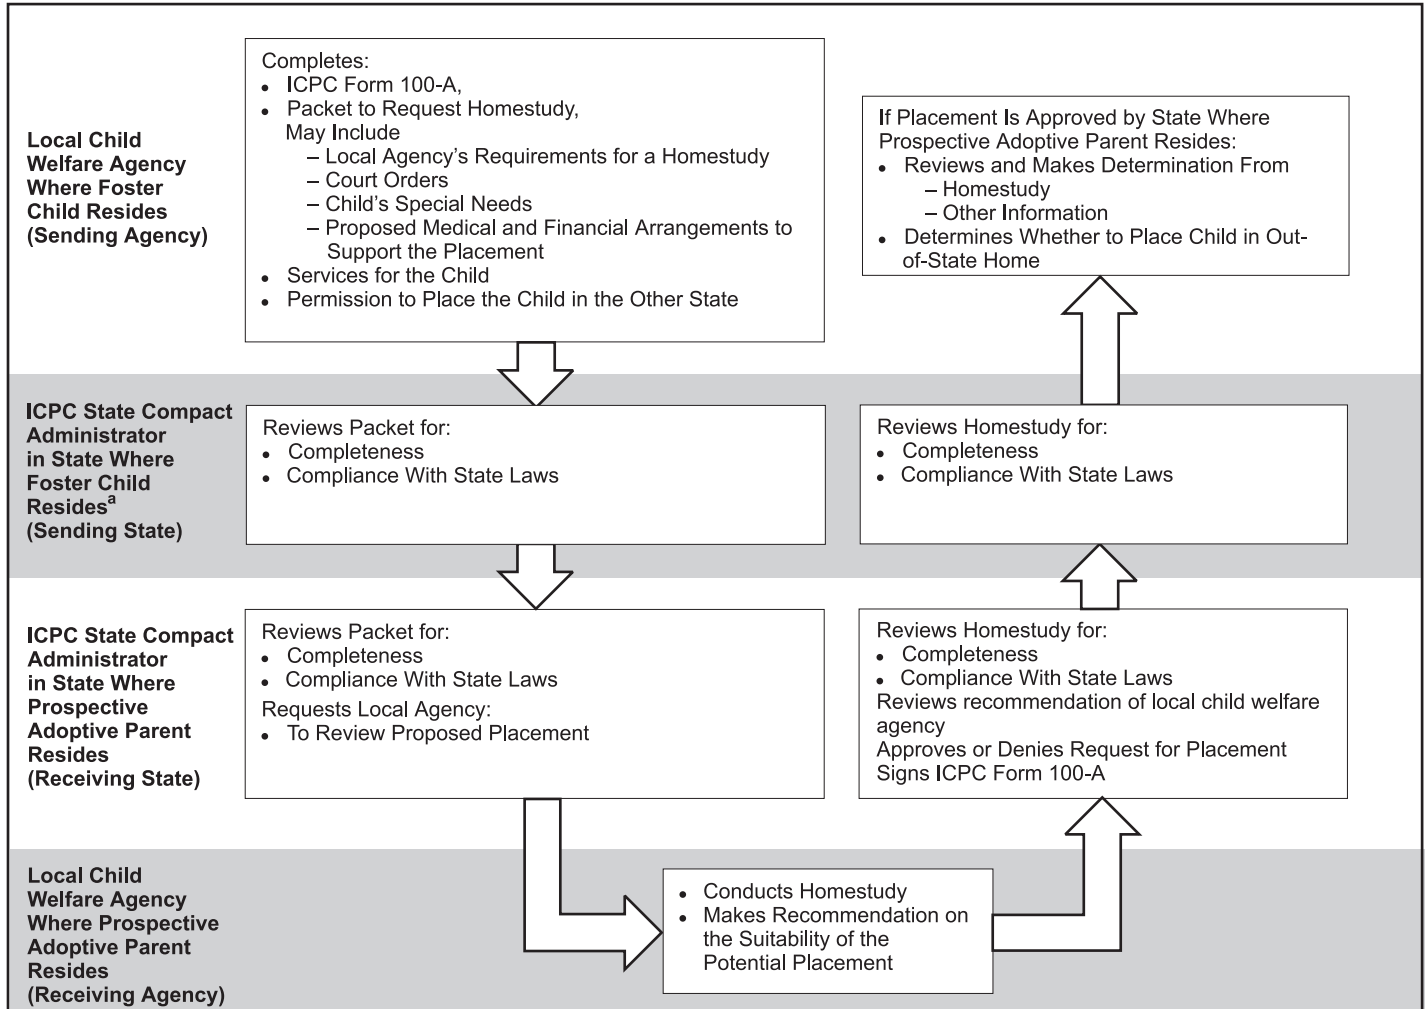 Local Child
Welfare Agency
Where Foster
Child Resides
(Sending Agency)
Completes:
• ICPC Form 100-A,
• Packet to Request Homestudy,
May Include
– Local Agency's Requirements for a Homestudy
– Court Orders
– Child's Special Needs
– Proposed Medical and Financial Arrangements to
Support the Placement
• Services for the Child
• Permission to Place the Child in the Other State
If Placement Is Approved by State Where
Prospective Adoptive Parent Resides:
• Reviews and Makes Determination From
– Homestudy
– Other Information
• Determines Whether to Place Child in Out-
of-State Home
ICPC State Compact
Administrator
in State Where
Foster Child
Resides<sup>a</sup>
(Sending State)
Reviews Packet for:
• Completeness
• Compliance With State Laws
Reviews Homestudy for:
• Completeness
• Compliance With State Laws
ICPC State Compact
Administrator
in State Where
Prospective
Adoptive Parent
Resides
(Receiving State)
Reviews Packet for:
• Completeness
• Compliance With State Laws
Requests Local Agency:
• To Review Proposed Placement
Reviews Homestudy for:
• Completeness
• Compliance With State Laws
Reviews recommendation of local child welfare
agency
Approves or Denies Request for Placement
Signs ICPC Form 100-A
Local Child
Welfare Agency
Where Prospective
Adoptive Parent
Resides
(Receiving Agency)
• Conducts Homestudy
• Makes Recommendation on
the Suitability of the
Potential Placement